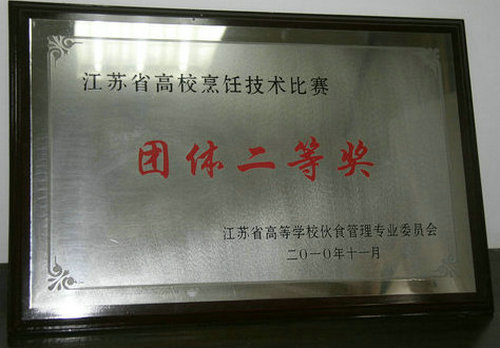 江苏省高校烹饪技术比赛
团体二等奖
江苏省高等学校伙食管理专业委员会
二〇一〇年十一月